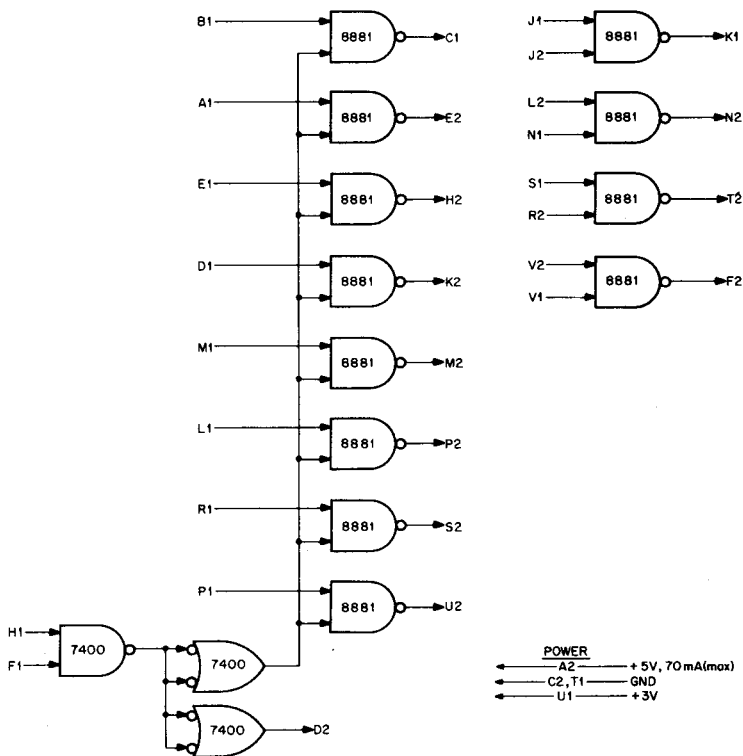 B1 8881 C1 J1 J2 8881 K1
A1 8881 E2 L2 N1 8881 N2
E1 8881 H2 S1 R2 8881 T2
D1 8881 K2 V2 V1 8881 F2
M1 8881 M2
L1 8881 P2
R1 8881 S2
P1 8881 U2
H1 F1 7400 7400
7400 D2
POWER
A2 +5V, 70mA(max)
C2, T1 GND
U1 +3V